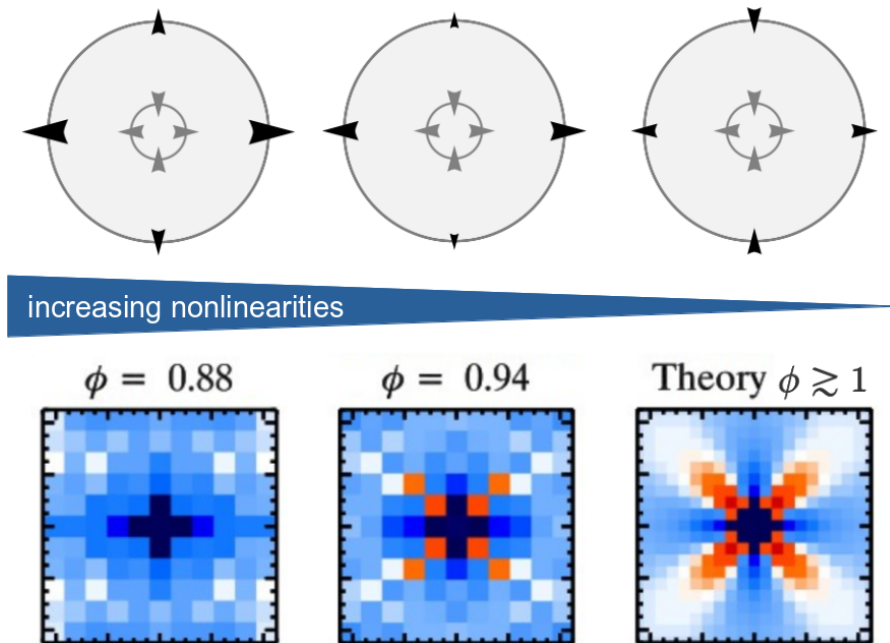 increasing nonlinearities
ϕ = 0.88
ϕ = 0.94
Theory ϕ ≳ 1